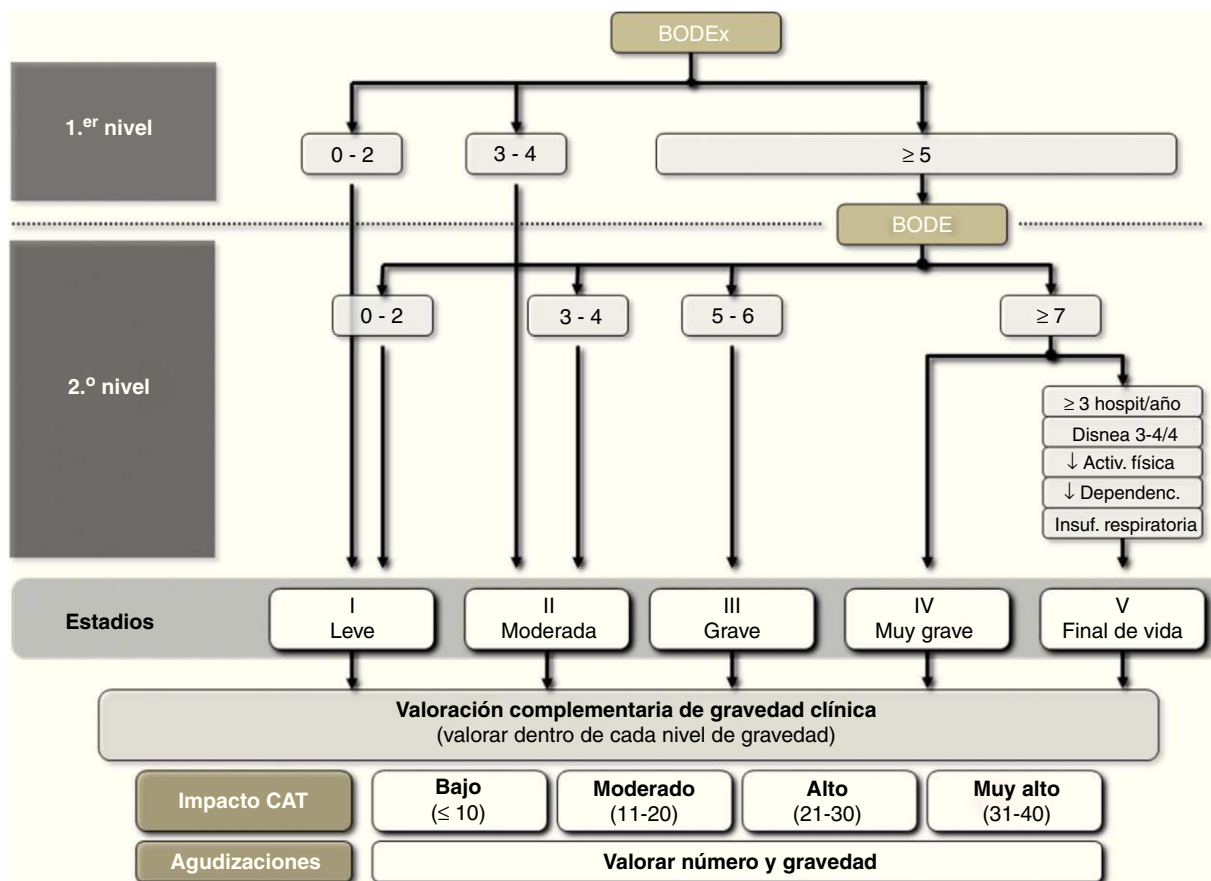 BODEx
1.er nivel
0 - 2
3 - 4
≥ 5
BODE
2.º nivel
0 - 2
3 - 4
5 - 6
≥ 7
≥ 3 hospit/año
Disnea 3-4/4
↓ Activ. física
↓ Dependenc.
Insuf. respiratoria
Estadios
I
Leve
II
Moderada
III
Grave
IV
Muy grave
V
Final de vida
Valoración complementaria de gravedad clínica
(valorar dentro de cada nivel de gravedad)
Impacto CAT
Bajo
(≤ 10)
Moderado
(11-20)
Alto
(21-30)
Muy alto
(31-40)
Agudizaciones
Valorar número y gravedad